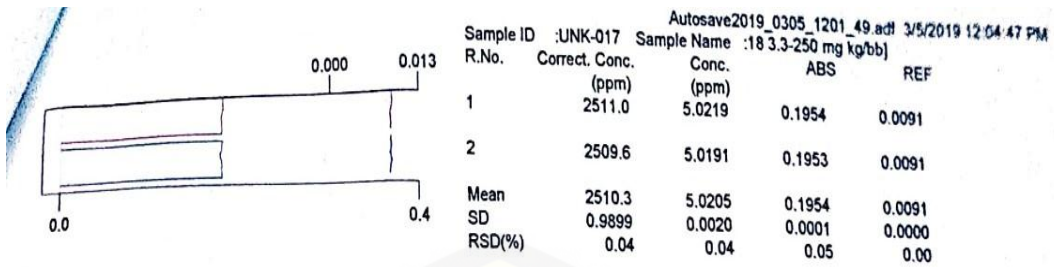 Autosave2019_0305_1201_49.adf 3/5/2019 12:04:47 PM
Sample ID :UNK-017 Sample Name :18 3.3-250 mg kg/bb]
R.No. Correct. Conc. (ppm) Conc. (ppm) ABS REF
1 2511.0 5.0219 0.1954 0.0091
2 2509.6 5.0191 0.1953 0.0091
Mean 2510.3 5.0205 0.1954 0.0091
SD 0.9899 0.0020 0.0001 0.0000
RSD(%) 0.04 0.04 0.05 0.00
0.000 0.013
0.0 0.4